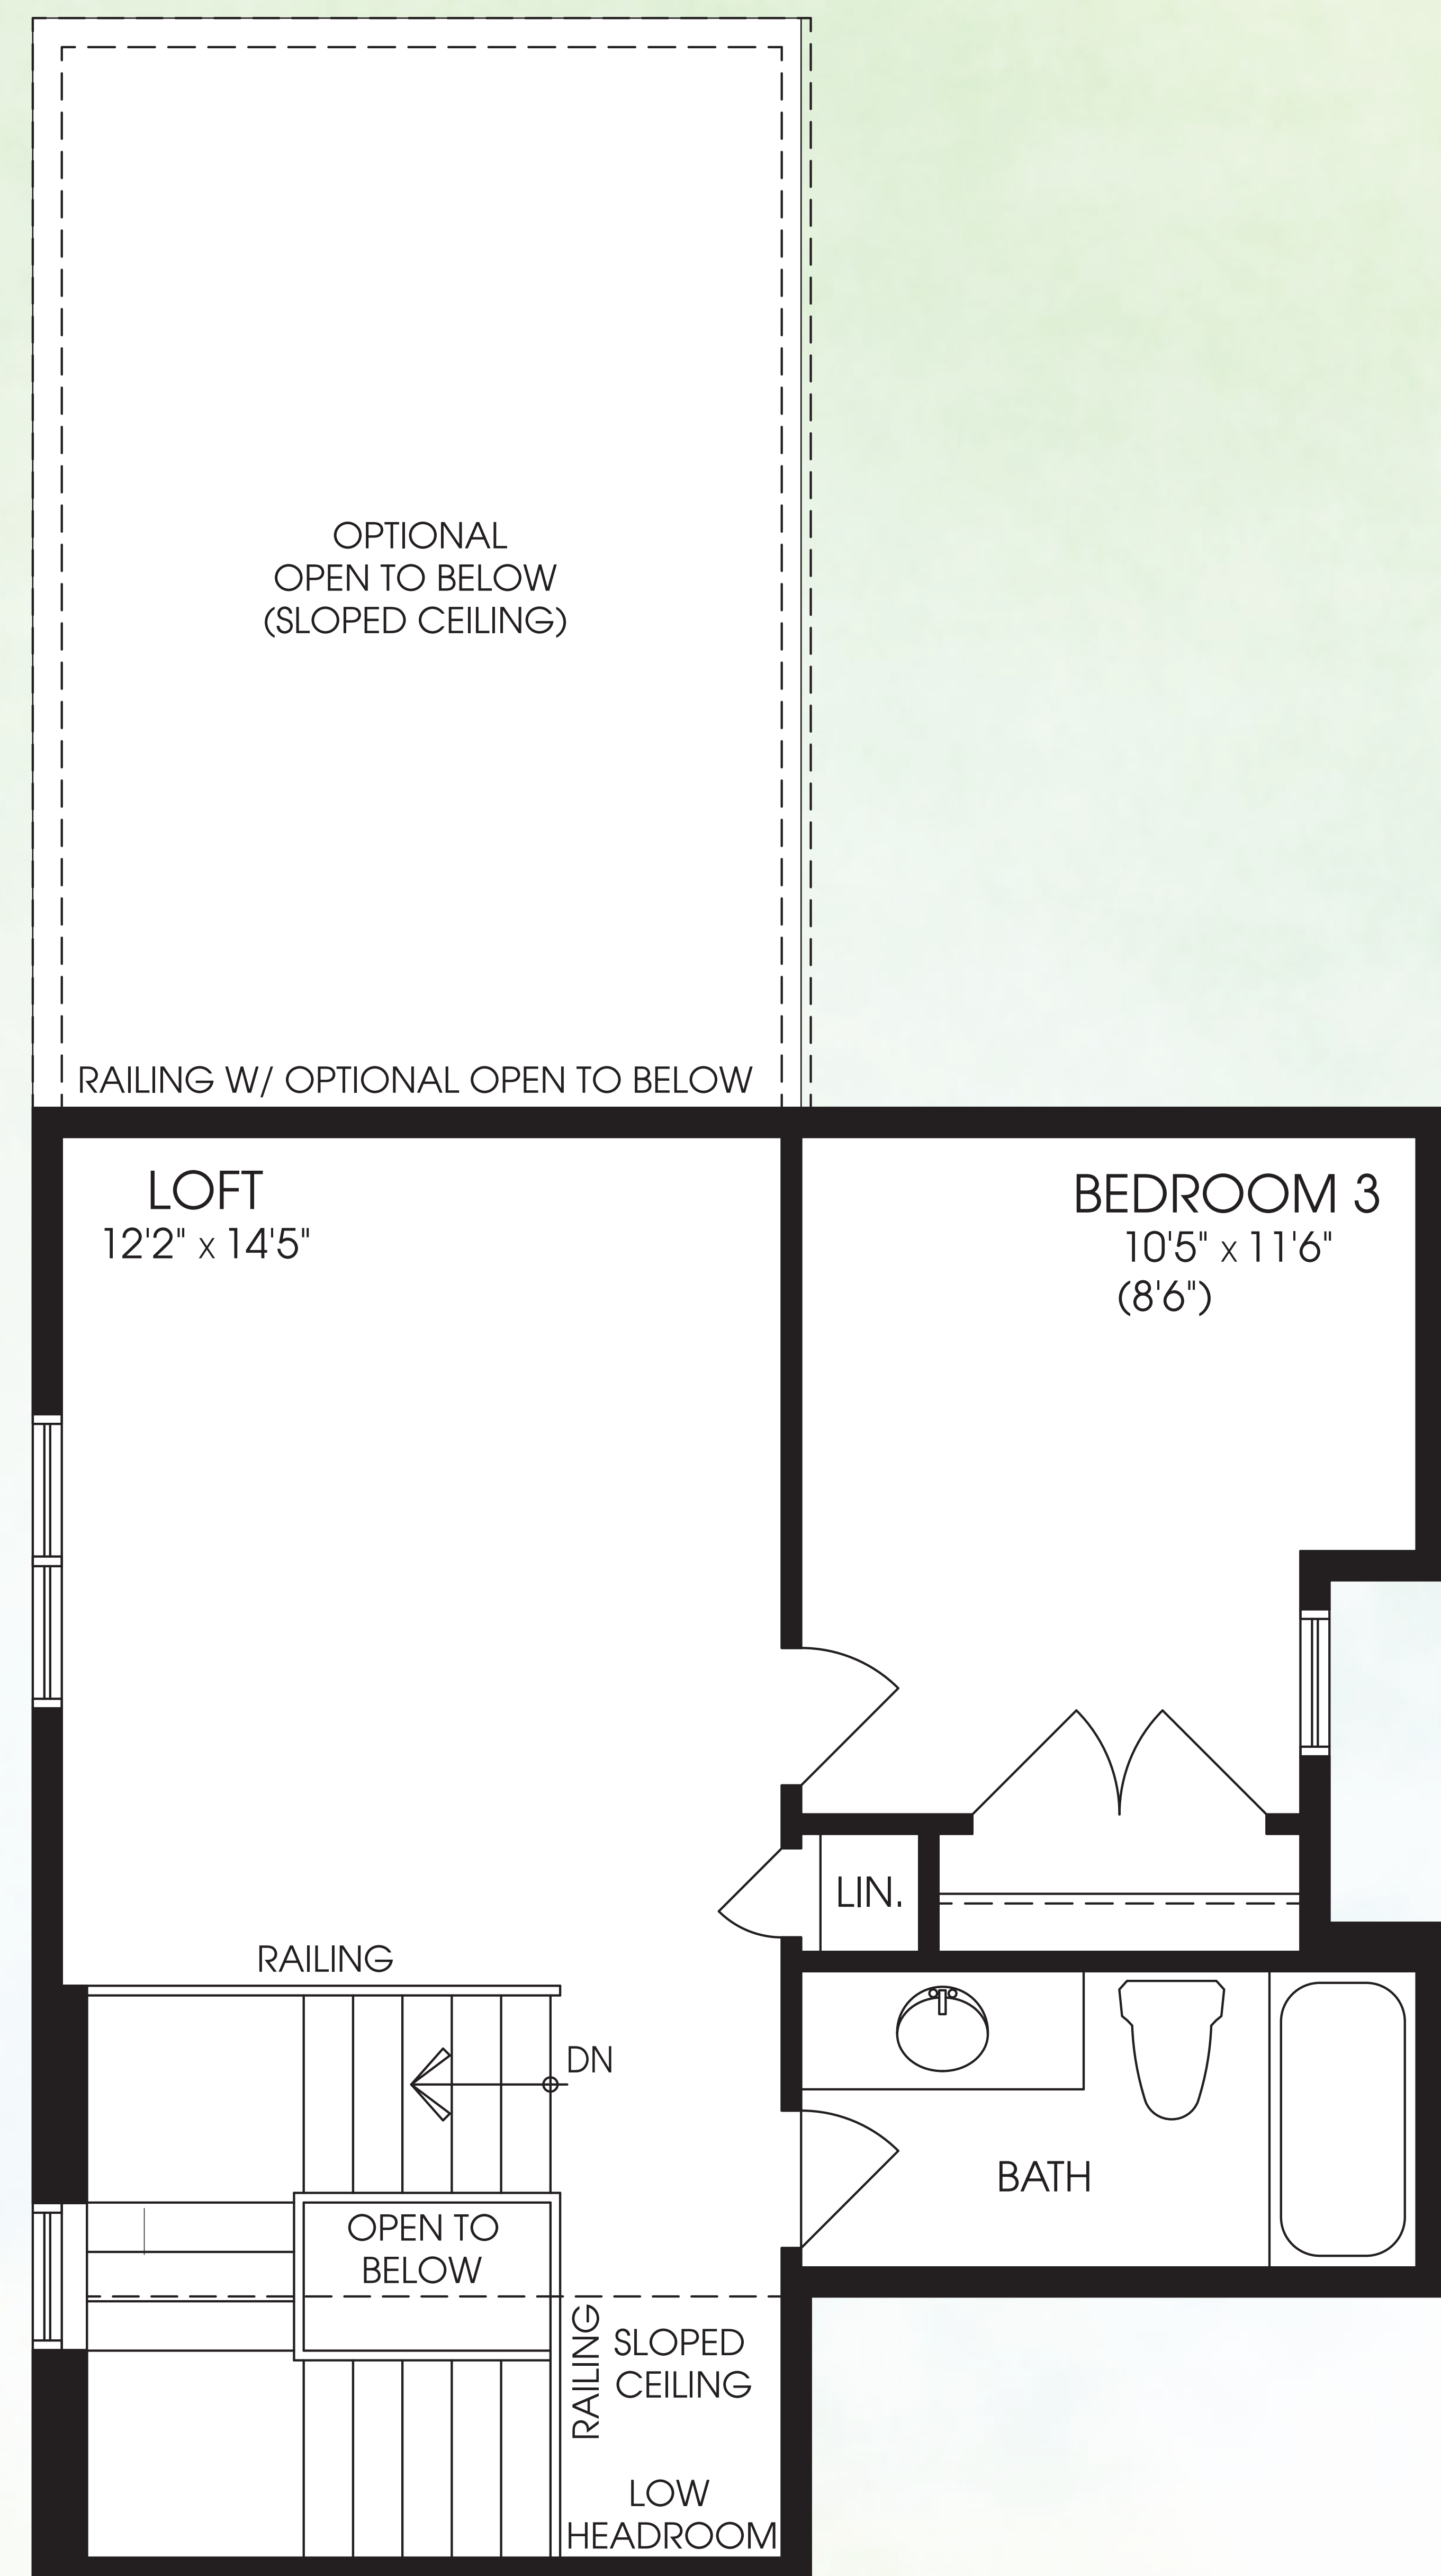 OPTIONAL
OPEN TO BELOW
(SLOPED CEILING)
RAILING W/ OPTIONAL OPEN TO BELOW
LOFT
12'2" x 14'5"
BEDROOM 3
10'5" x 11'6"
(8'6")
LIN.
RAILING
DN
BATH
OPEN TO
BELOW
RAILING
SLOPED
CEILING
LOW
HEADROOM